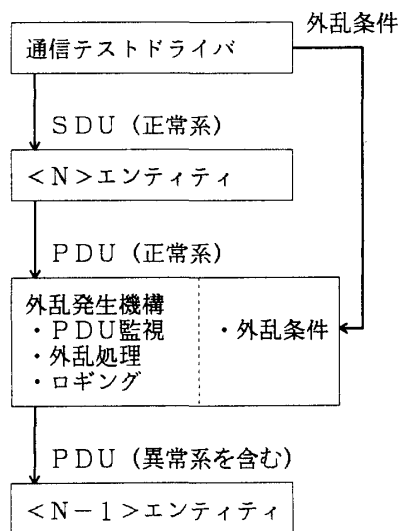 外乱条件
通信テストドライバ
SDU（正常系）
＜N＞エンティティ
PDU（正常系）
外乱発生機構
・PDU監視
・外乱条件
・外乱処理
・ロギング
PDU（異常系を含む）
＜N－1＞エンティティ